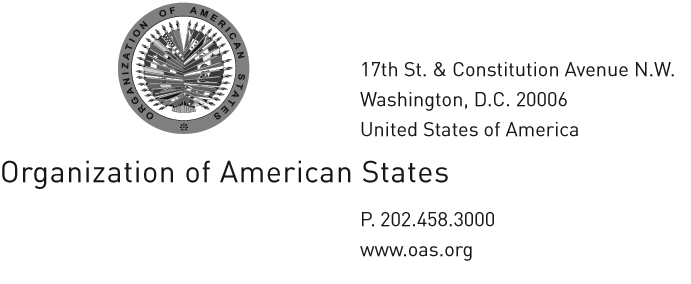 ORGANIZATION OF AMERICAN STATES
17th St. & Constitution Avenue N.W.
Washington, D.C. 20006
United States of America
Organization of American States
P. 202.458.3000
www.oas.org